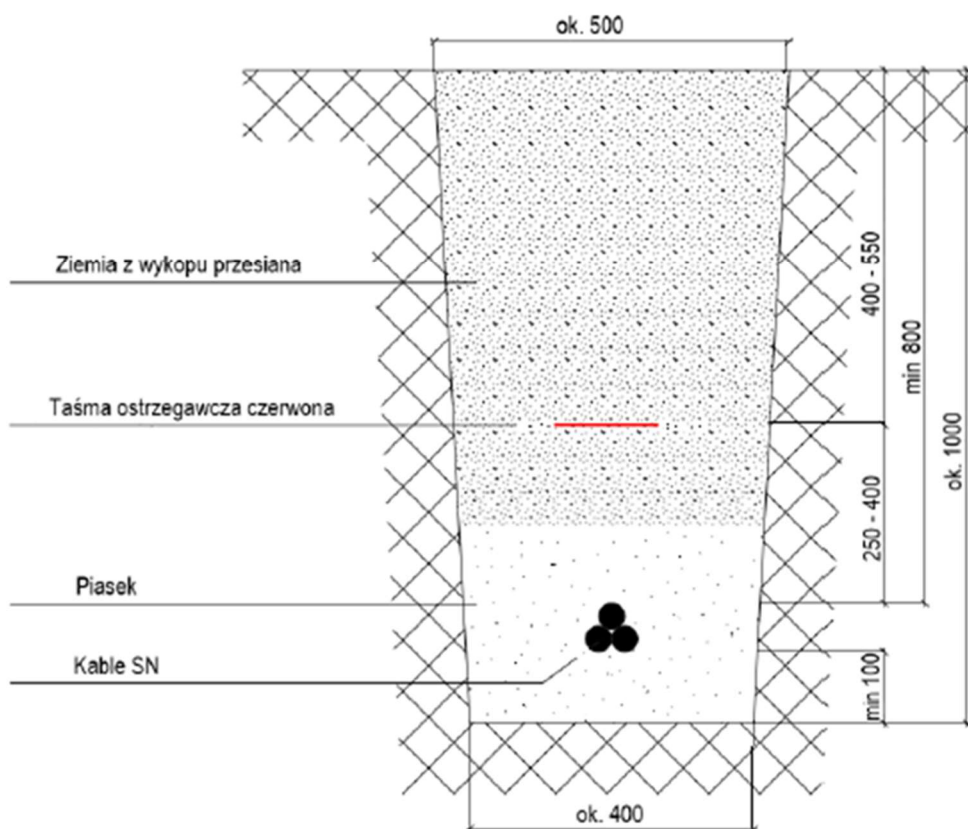 ok. 500
Ziemia z wykopu przesiana
400 - 550
min 800
ok. 1000
Taśma ostrzegawcza czerwona
250 - 400
Piasek
Kable SN
min 100
ok. 400